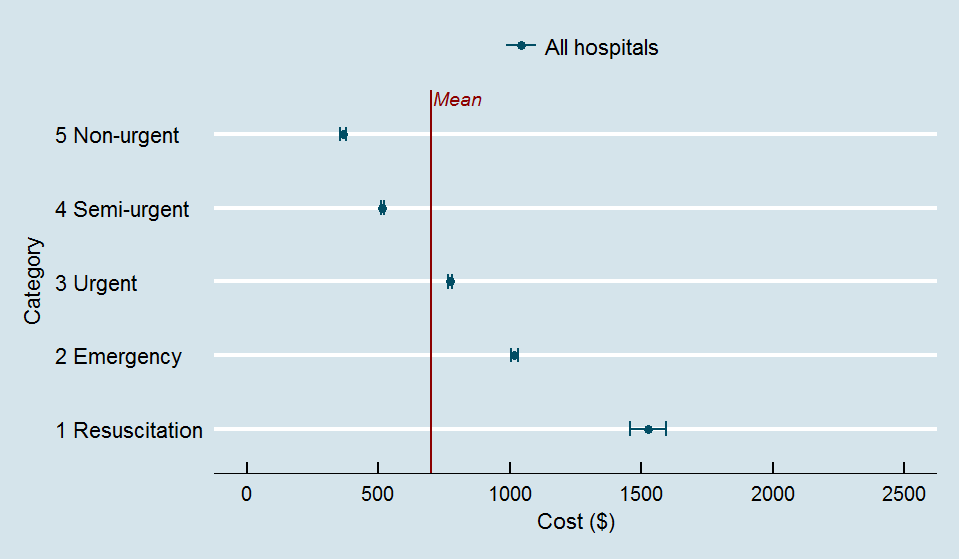 All hospitals
Mean
5 Non-urgent
4 Semi-urgent
3 Urgent
2 Emergency
1 Resuscitation
Category
0 500 1000 1500 2000 2500
Cost ($)